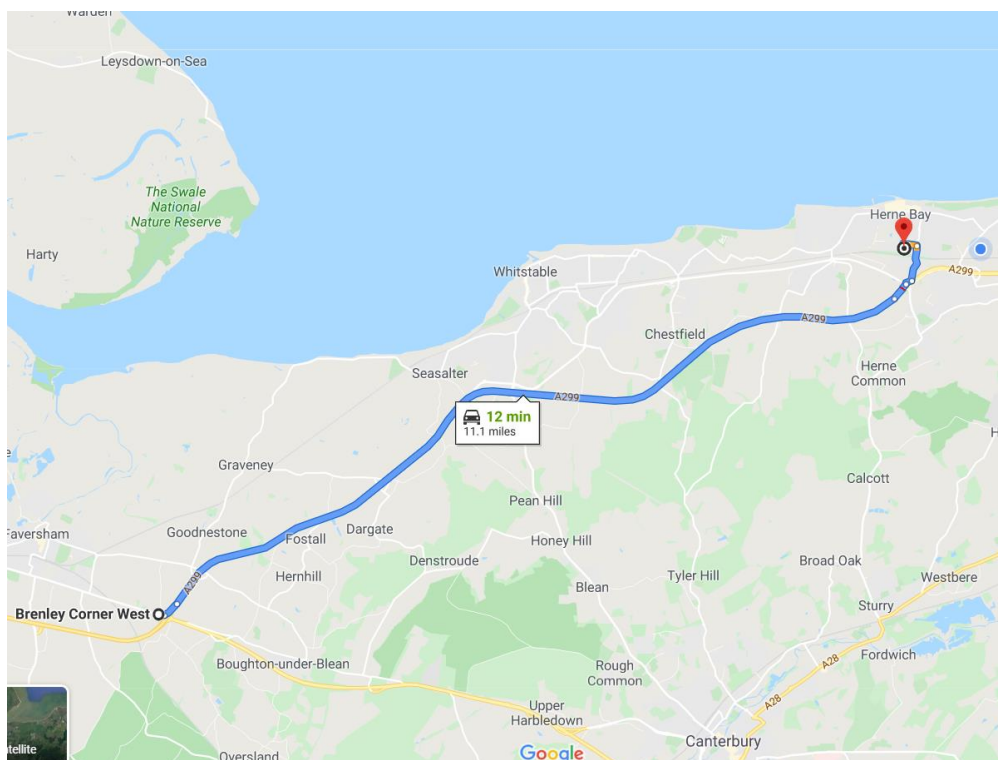 Warden
Leysdown-on-Sea
The Swale
National
Nature Reserve
Harty
Herne Bay
A299
Whitstable
A299
Chestfield
Herne
Common
Seasalter
A299
12 min
11.1 miles
Graveney
Calcott
Pean Hill
Faversham
Goodnestone
Fostall
Dargate
Honey Hill
Denstroude
Broad Oak
Hernhill
A299
Blean
Tyler Hill
Westbere
Sturry
Brenley Corner West
Fordwich
Boughton-under-Blean
Rough
Common
A28
A28
Upper
Harbledown
Canterbury
Google
Oversland